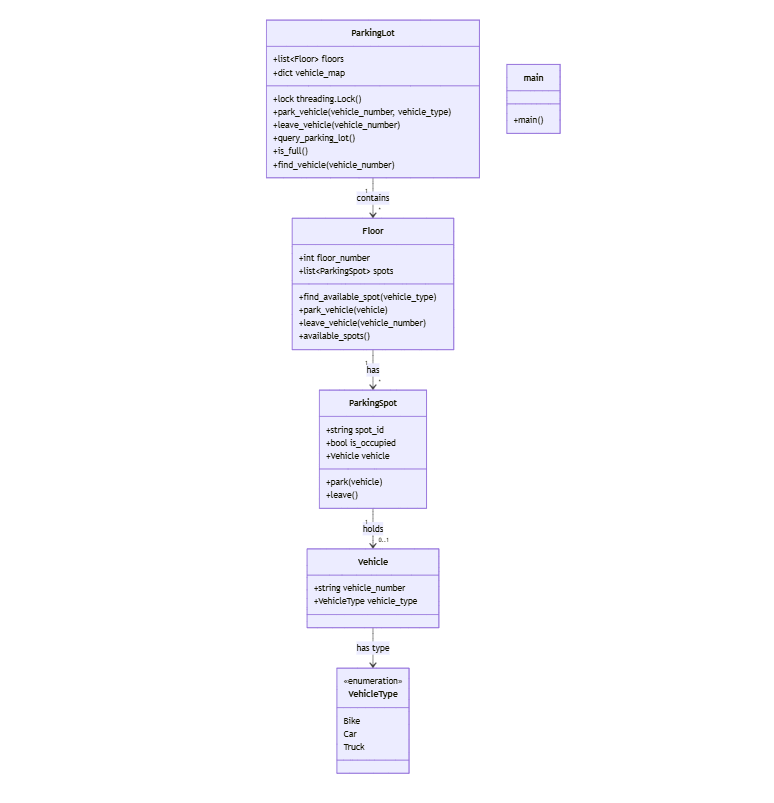 ParkingLot
+list<Floor> floors
+dict vehicle_map
+lock threading.Lock()
+park_vehicle(vehicle_number, vehicle_type)
+leave_vehicle(vehicle_number)
+query_parking_lot()
+is_full()
+find_vehicle(vehicle_number)
main
+main()
1
contains
*
Floor
+int floor_number
+list<ParkingSpot> spots
+find_available_spot(vehicle_type)
+park_vehicle(vehicle)
+leave_vehicle(vehicle_number)
+available_spots()
1
has
*
ParkingSpot
+string spot_id
+bool is_occupied
+Vehicle vehicle
+park(vehicle)
+leave()
1
holds
0..1
Vehicle
+string vehicle_number
+VehicleType vehicle_type
has type
«enumeration»
VehicleType
Bike
Car
Truck